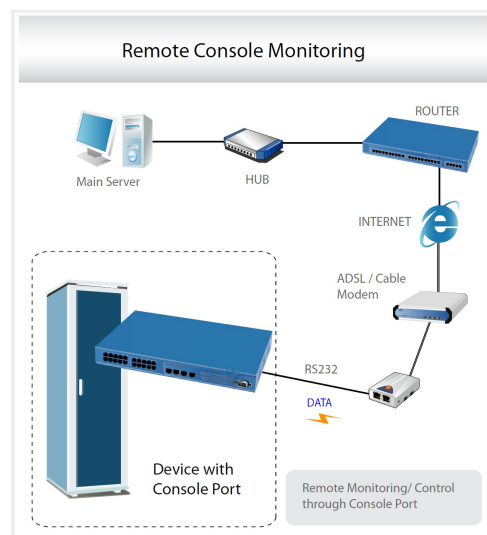 Remote Console Monitoring
ROUTER
Main Server
HUB
INTERNET
ADSL / Cable
Modem
RS232
DATA
Device with
Console Port
Remote Monitoring/ Control
through Console Port